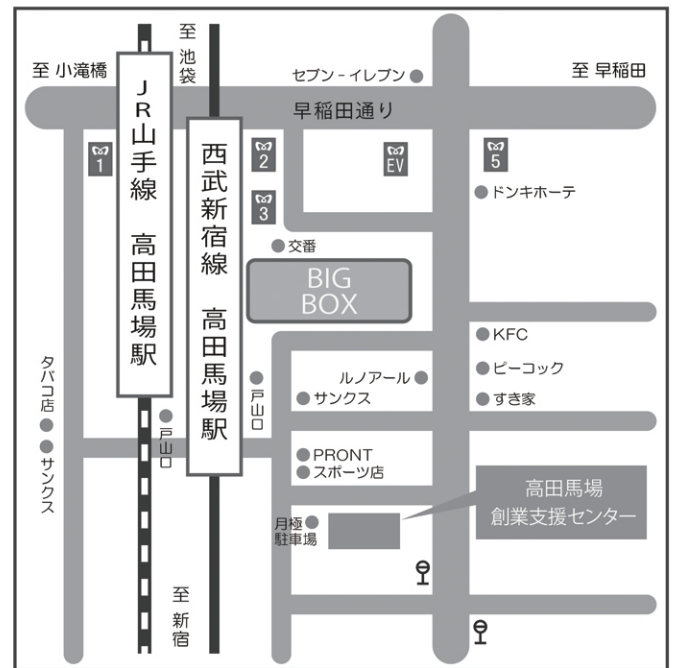 至 池袋
至 小滝橋
セブン-イレブン
至 早稲田
早稲田通り
JR山手線 高田馬場駅
西武新宿線 高田馬場駅
1
2
3
EV
5
ドンキホーテ
交番
BIG
BOX
KFC
ピーコック
すき家
ルノアール
サンクス
タバコ店
サンクス
戸山口
戸山口
PRONT
スポーツ店
高田馬場
創業支援センター
月極
駐車場
至 新宿